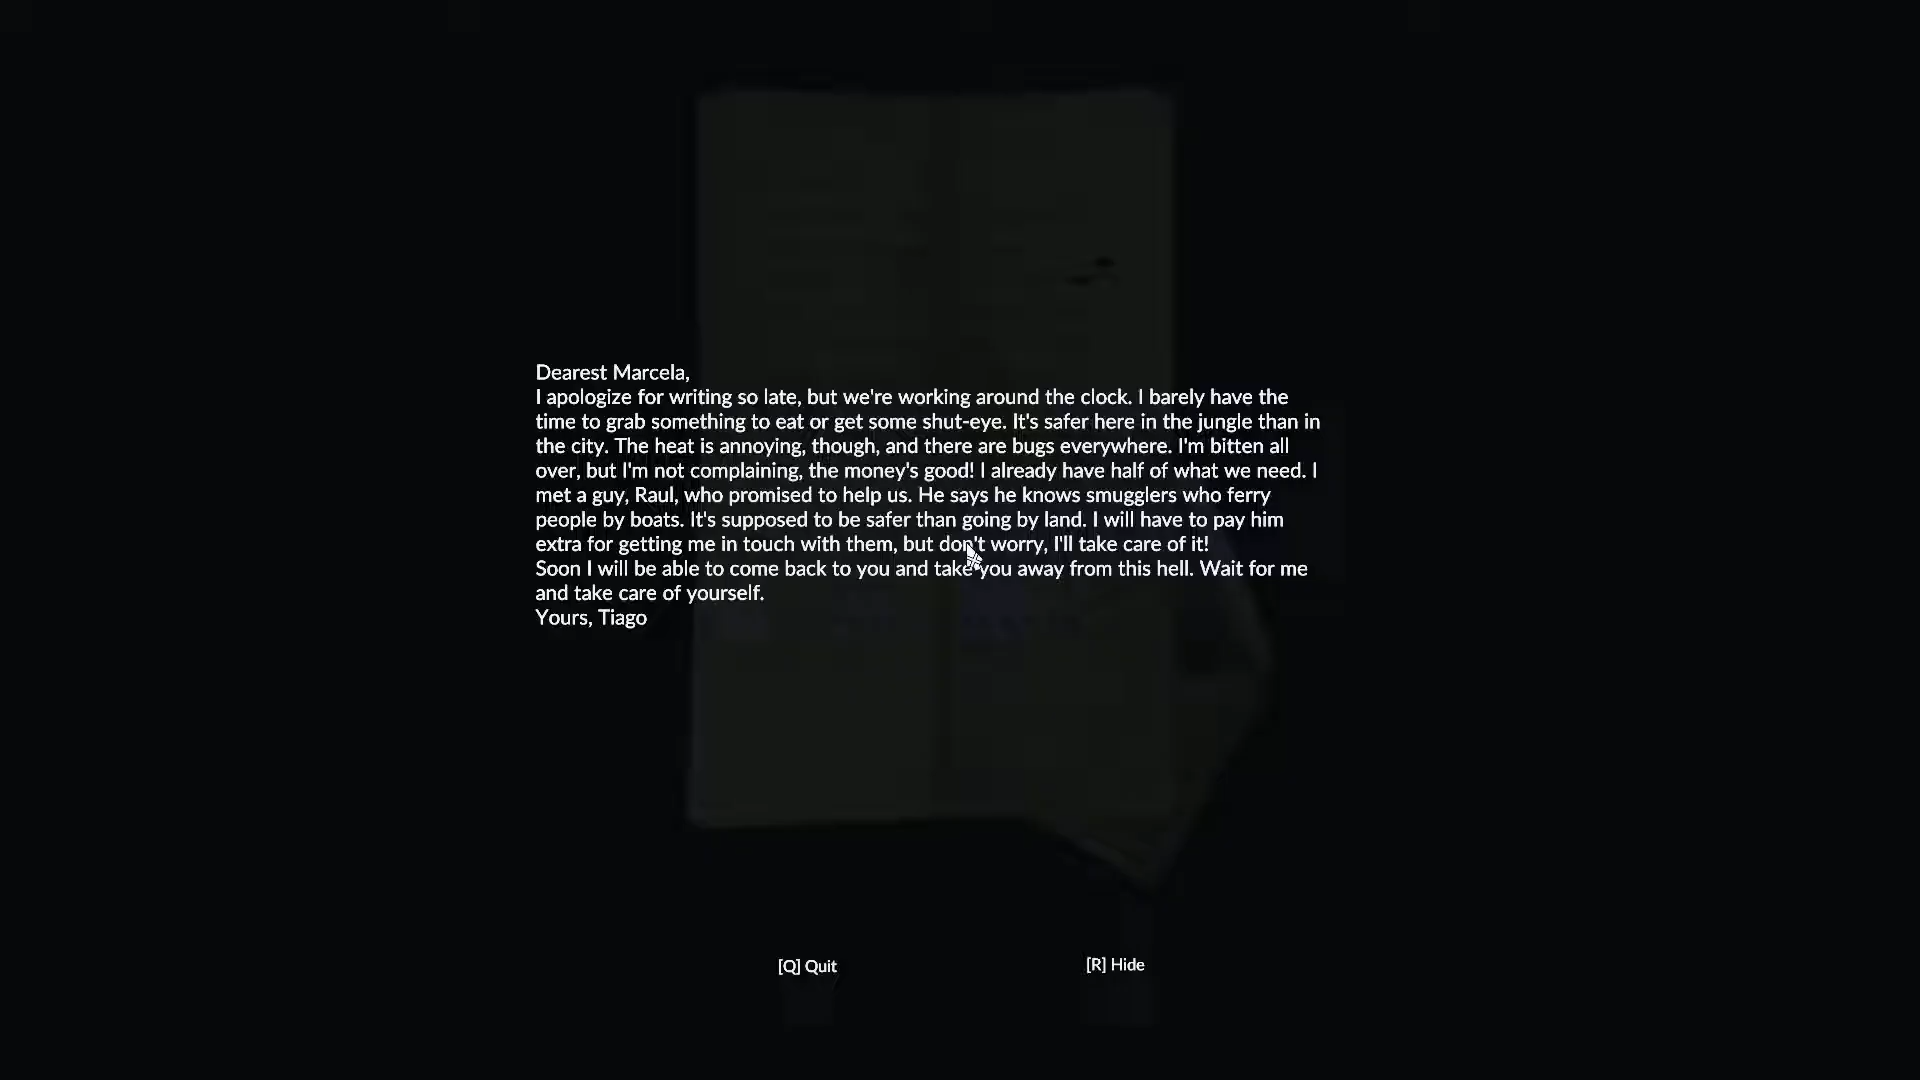 Dearest Marcela,
I apologize for writing so late, but we're working around the clock. I barely have the
time to grab something to eat or get some shut-eye. It's safer here in the jungle than in
the city. The heat is annoying, though, and there are bugs everywhere. I'm bitten all
over, but I'm not complaining, the money's good! I already have half of what we need. I
met a guy, Raul, who promised to help us. He says he knows smugglers who ferry
people by boats. It's supposed to be safer than going by land. I will have to pay him
extra for getting me in touch with them, but don't worry, I'll take care of it!
Soon I will be able to come back to you and take you away from this hell. Wait for me
and take care of yourself.
Yours, Tiago
[Q] Quit
[R] Hide